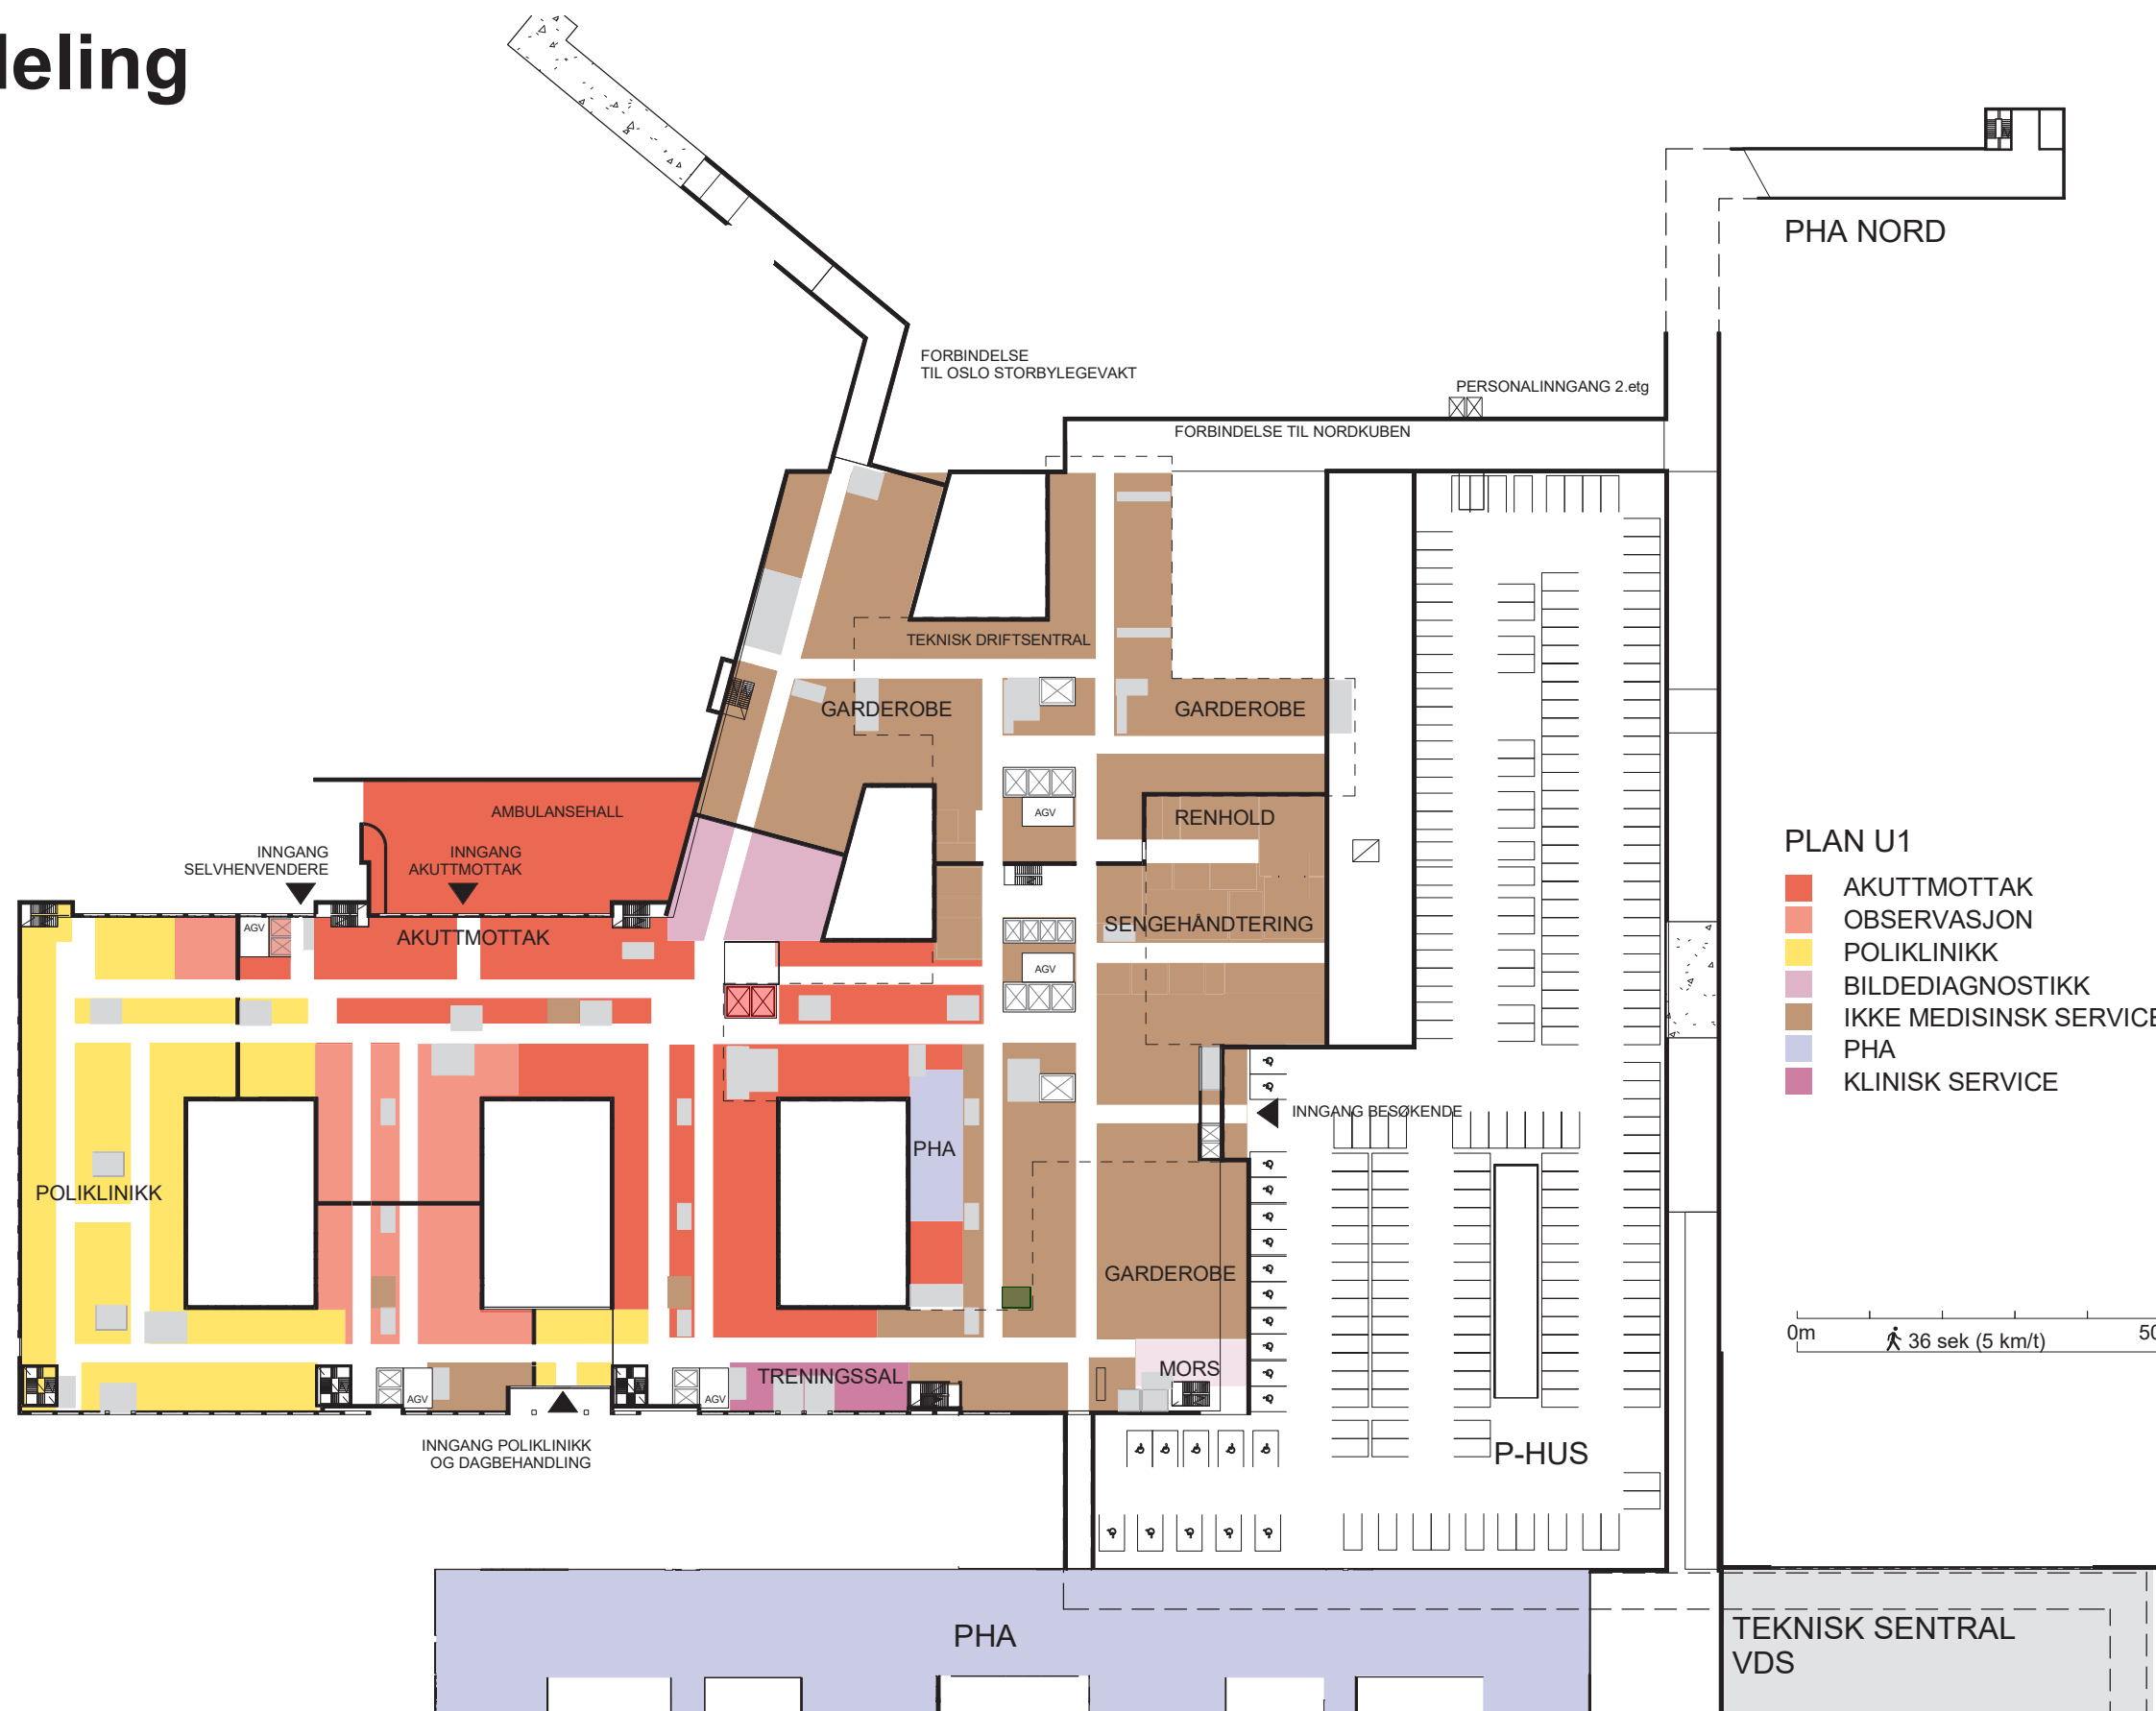 deling
PHA NORD
FORBINDELSE
TIL OSLO STORBYLEGEVAKT
PERSONALINNGANG 2.etg
FORBINDELSE TIL NORDKUBEN
TEKNISK DRIFTSENTRAL
GARDEROBE
GARDEROBE
AMBULANSEHALL
AGV
RENHOLD
INNGANG
SELVHENVENDERE
INNGANG
AKUTTMOTTAK
PLAN U1
AKUTTMOTTAK
OBSERVASJON
POLIKLINIKK
BILDEDIAGNOSTIKK
IKKE MEDISINSK SERVICE
PHA
KLINISK SERVICE
AGV
AKUTTMOTTAK
SENGEHÅNDTERING
AGV
INNGANG BESØKENDE
PHA
POLIKLINIKK
GARDEROBE
0m
36 sek (5 km/t)
50
MORS
TRENINGSSAL
AGV
AGV
INNGANG POLIKLINIKK
OG DAGBEHANDLING
P-HUS
PHA
TEKNISK SENTRAL
VDS